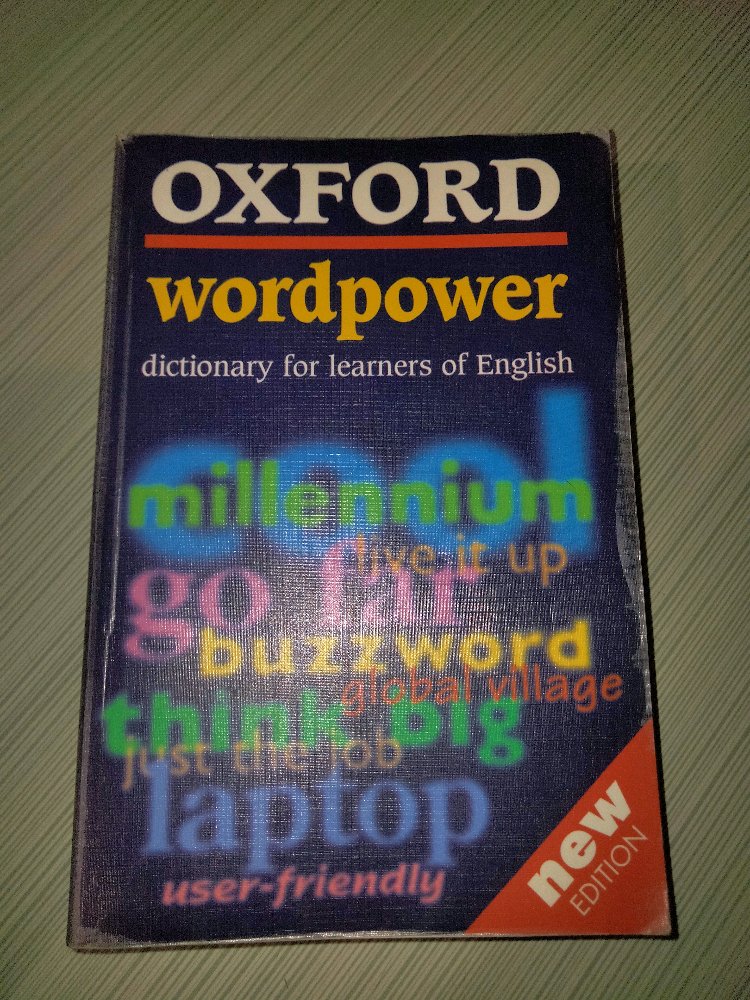 OXFORD
wordpower
dictionary for learners of English
cool
millennium
live it up
go far
buzzword
global village
think big
just the job
laptop
user-friendly
new
EDITION